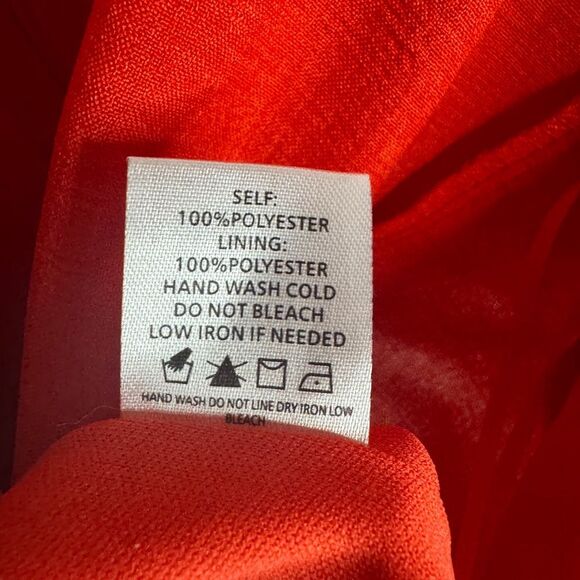 SELF:
100%POLYESTER
LINING:
100%POLYESTER
HAND WASH COLD
DO NOT BLEACH
LOW IRON IF NEEDED
HAND WASH DO NOT LINE DRY IRON LOW
BLEACH